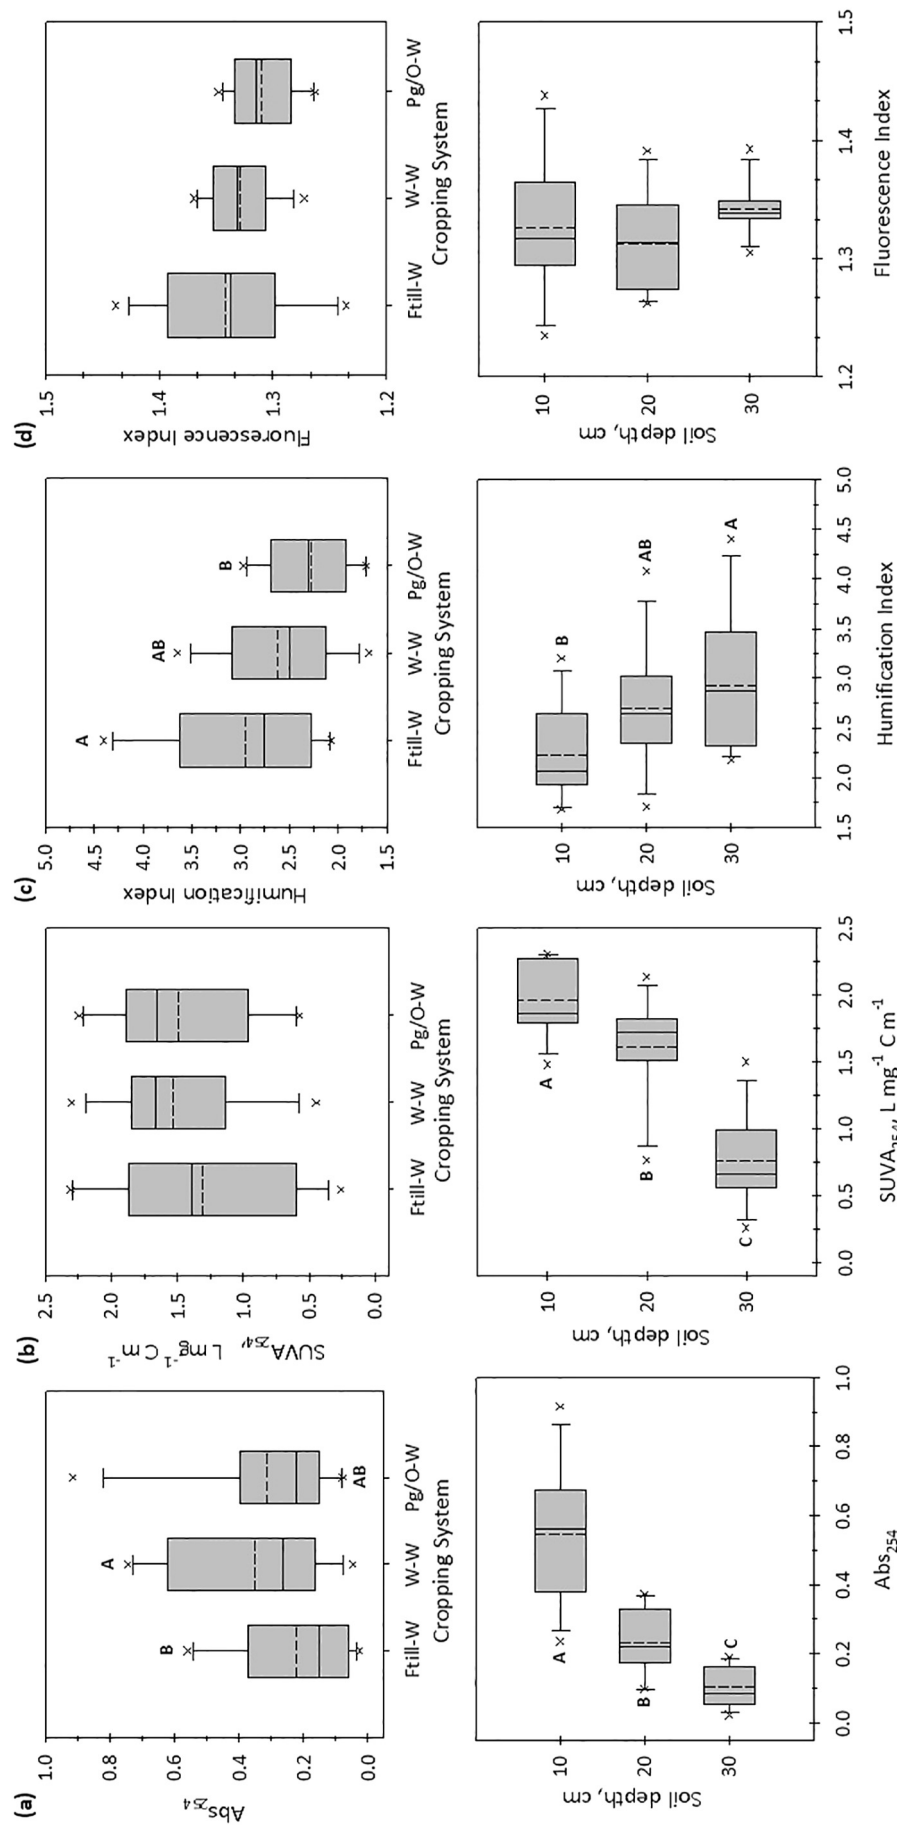 (a)
1.0
0.8
0.6
0.4
0.2
0.0
Abs254
B
A
AB
Ftill-W W-W Pg/O-W
Cropping System
10
20
30
Soil depth, cm
A
B
C
0.0 0.2 0.4 0.6 0.8 1.0
Abs254
(b)
2.5
2.0
1.5
1.0
0.5
0.0
SUVA254, L mg-1 C m-1
Ftill-W W-W Pg/O-W
Cropping System
10
20
30
Soil depth, cm
A
B
C
0.0 0.5 1.0 1.5 2.0 2.5
SUVA254, L mg-1 C m-1
(c)
5.0
4.5
4.0
3.5
3.0
2.5
2.0
1.5
Humification Index
A
AB
B
Ftill-W W-W Pg/O-W
Cropping System
10
20
30
Soil depth, cm
B
AB
A
1.5 2.0 2.5 3.0 3.5 4.0 4.5 5.0
Humification Index
(d)
1.5
1.4
1.3
1.2
Fluorescence Index
Ftill-W W-W Pg/O-W
Cropping System
10
20
30
Soil depth, cm
1.2 1.3 1.4 1.5
Fluorescence Index